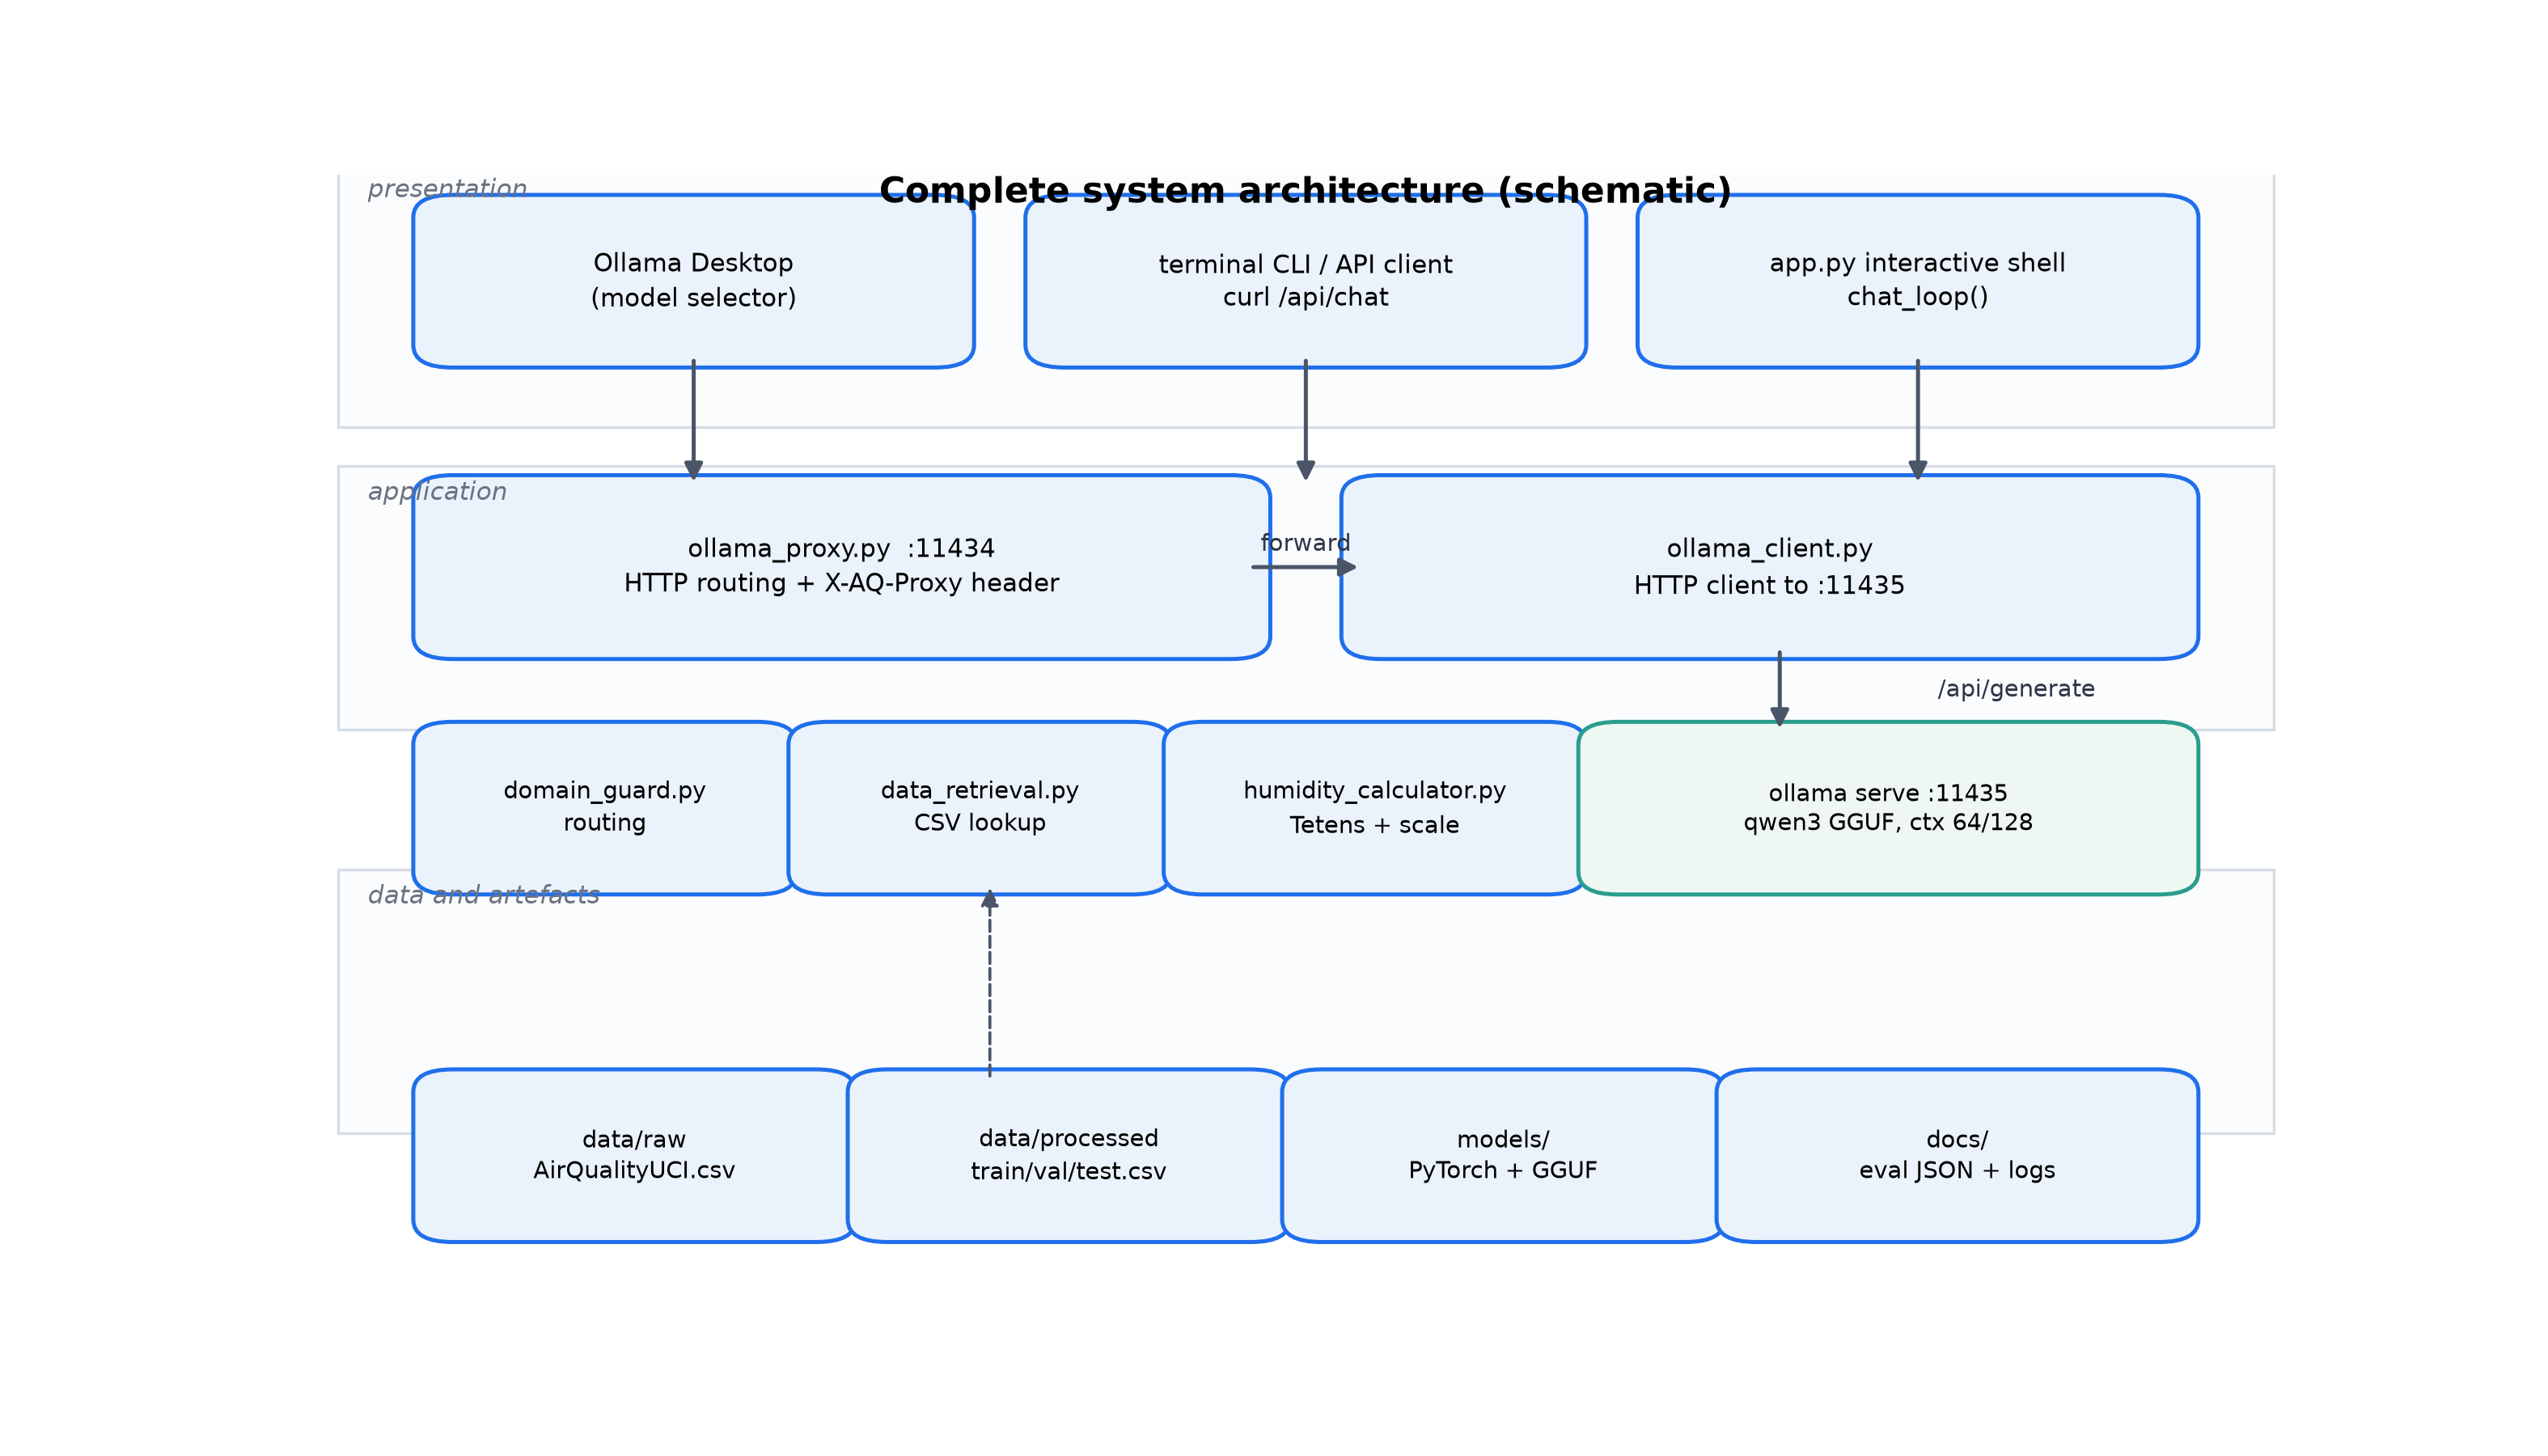 Complete system architecture (schematic)
presentation
Ollama Desktop
(model selector)
terminal CLI / API client
curl /api/chat
app.py interactive shell
chat_loop()
application
ollama_proxy.py :11434
HTTP routing + X-AQ-Proxy header
forward
ollama_client.py
HTTP client to :11435
/api/generate
domain_guard.py
routing
data_retrieval.py
CSV lookup
humidity_calculator.py
Tetens + scale
ollama serve :11435
qwen3 GGUF, ctx 64/128
data and artefacts
data/raw
AirQualityUCI.csv
data/processed
train/val/test.csv
models/
PyTorch + GGUF
docs/
eval JSON + logs